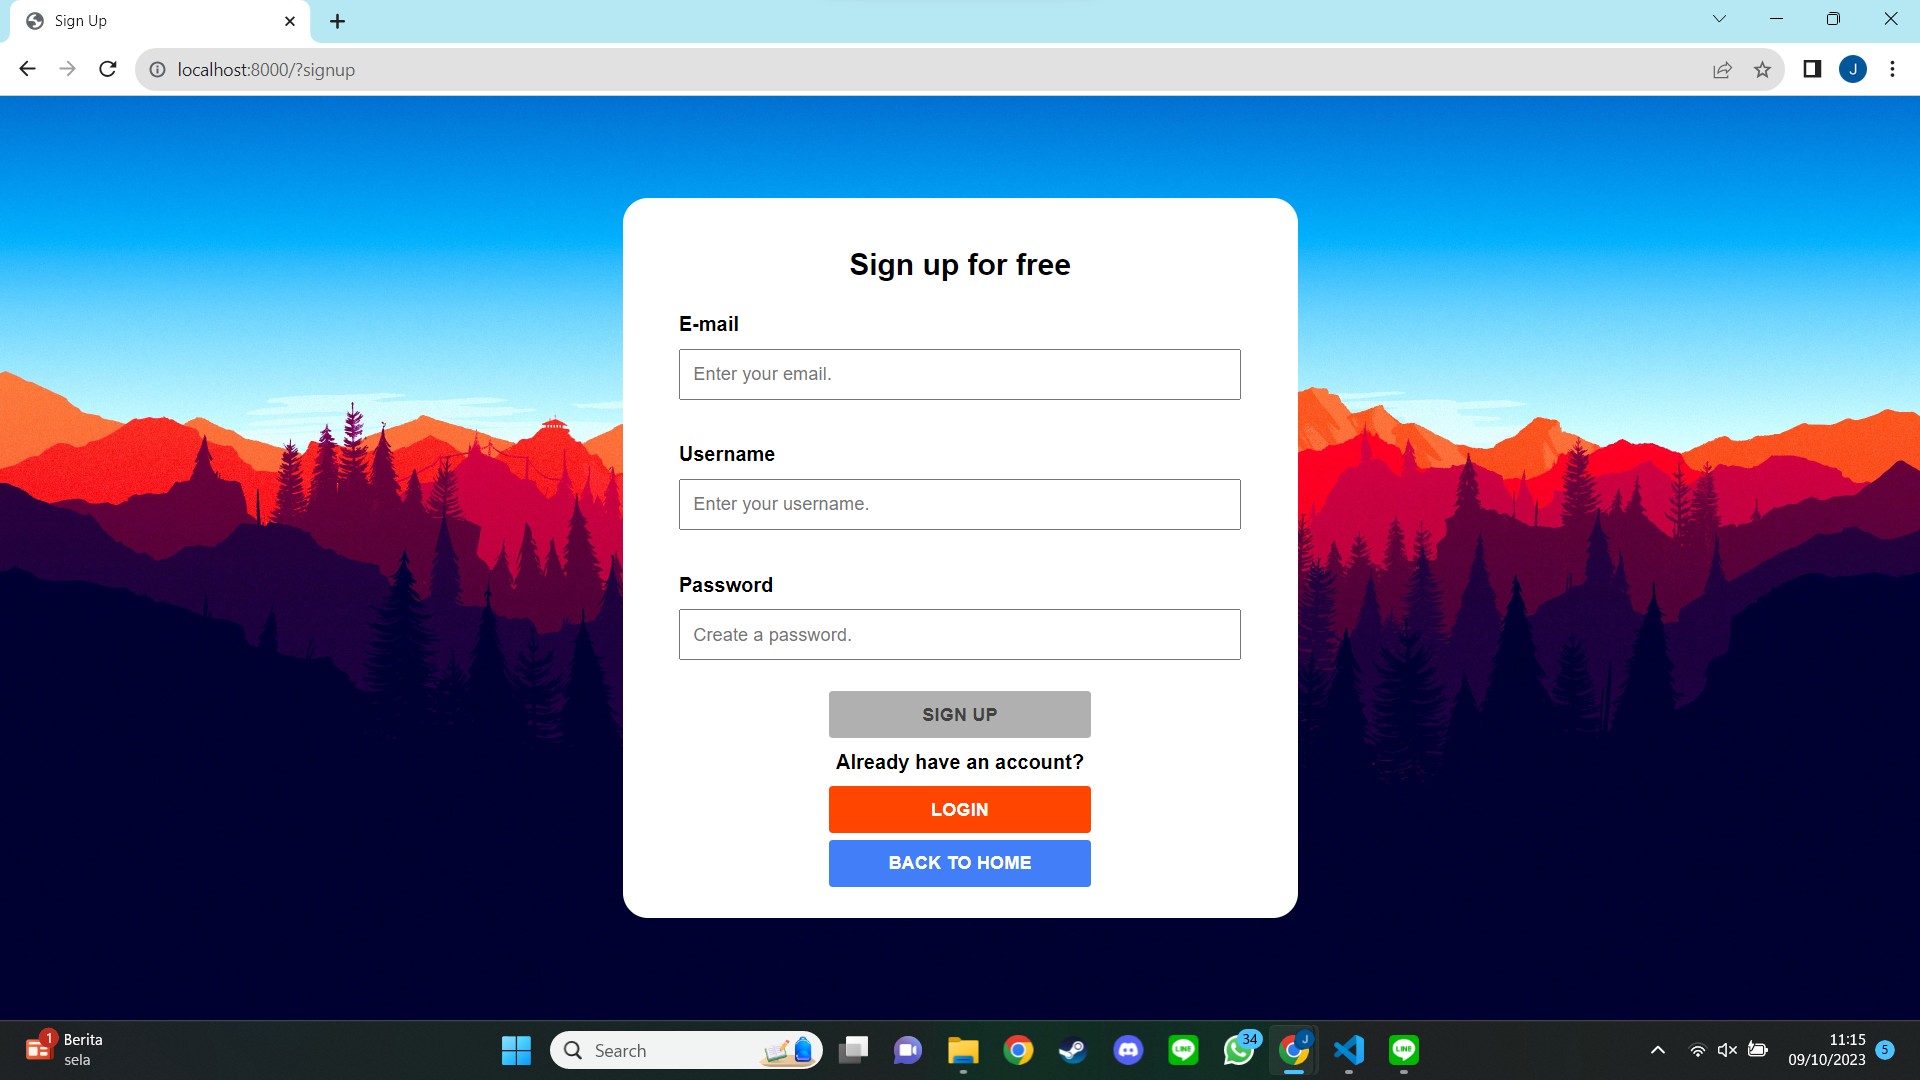 Sign Up
localhost:8000/?signup
J
Sign up for free
E-mail
Enter your email.
Username
Enter your username.
Password
Create a password.
SIGN UP
Already have an account?
LOGIN
BACK TO HOME
1
Berita
sela
Search
LINE
34
J
LINE
11:15
09/10/2023
5